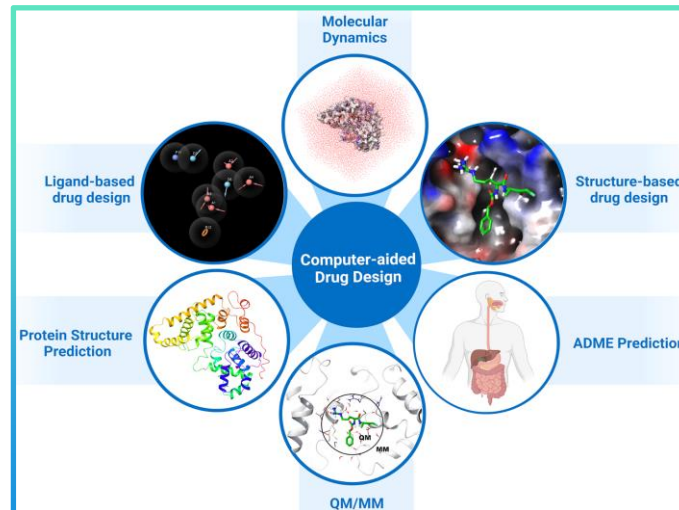 Molecular
Dynamics
Ligand-based
drug design
Structure-based
drug design
Computer-aided
Drug Design
Protein Structure
Prediction
ADME Prediction
QM
MM
QM/MM